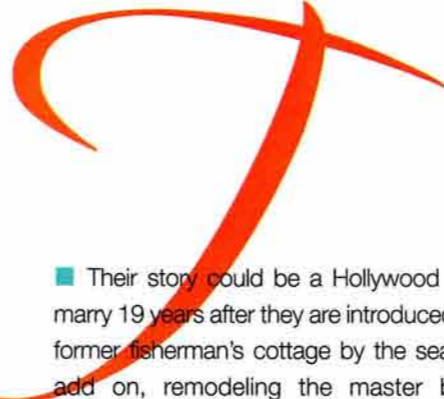 T
Their story could be a Hollywood
marry 19 years after they are introduced
former fisherman's cottage by the sea
add on, remodeling the master b